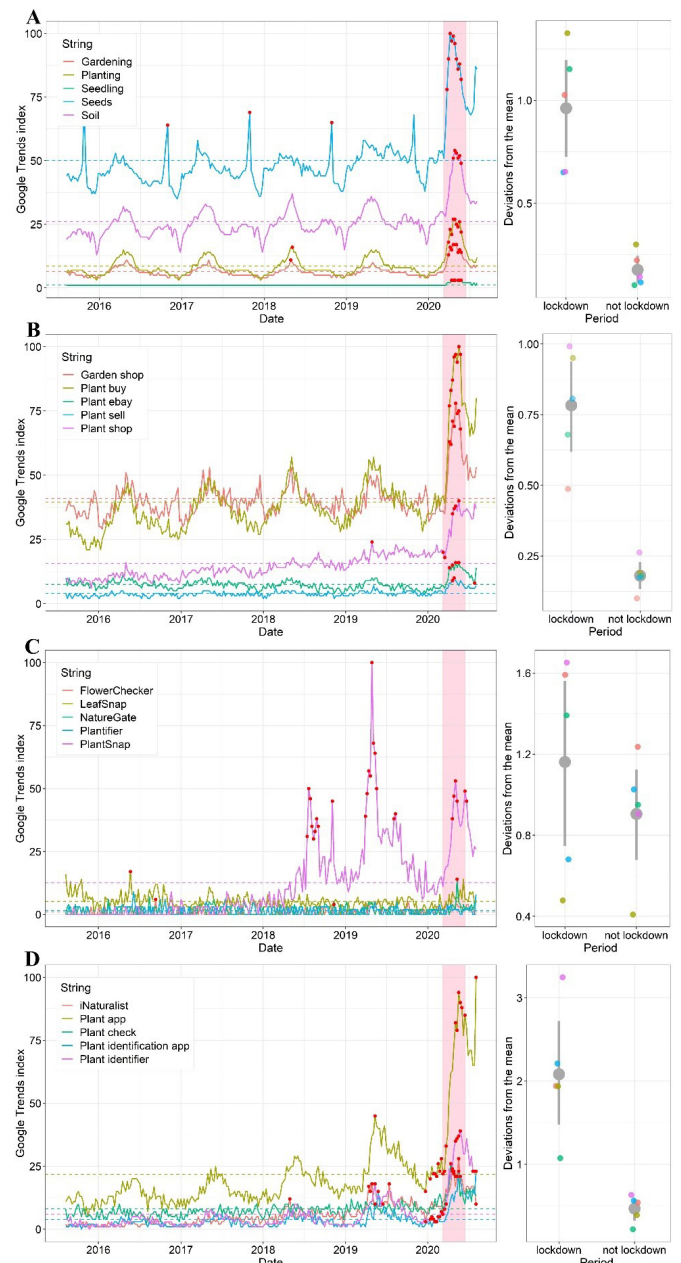 A
String
Gardening
Planting
Seedling
Seeds
Soil
Google Trends index
100
75
50
25
0
2016 2017 2018 2019 2020
Date
Deviations from the mean
1.0
0.5
lockdown not lockdown
Period
B
String
Garden shop
Plant buy
Plant ebay
Plant sell
Plant shop
Google Trends index
100
75
50
25
0
2016 2017 2018 2019 2020
Date
Deviations from the mean
1.00
0.75
0.50
0.25
lockdown not lockdown
Period
C
String
FlowerChecker
LeafSnap
NatureGate
Plantifier
PlantSnap
Google Trends index
100
75
50
25
0
2016 2017 2018 2019 2020
Date
Deviations from the mean
1.6
1.2
0.8
0.4
lockdown not lockdown
Period
D
String
iNaturalist
Plant app
Plant check
Plant identification app
Plant identifier
Google Trends index
100
75
50
25
0
2016 2017 2018 2019 2020
Date
Deviations from the mean
3
2
1
lockdown not lockdown
Period